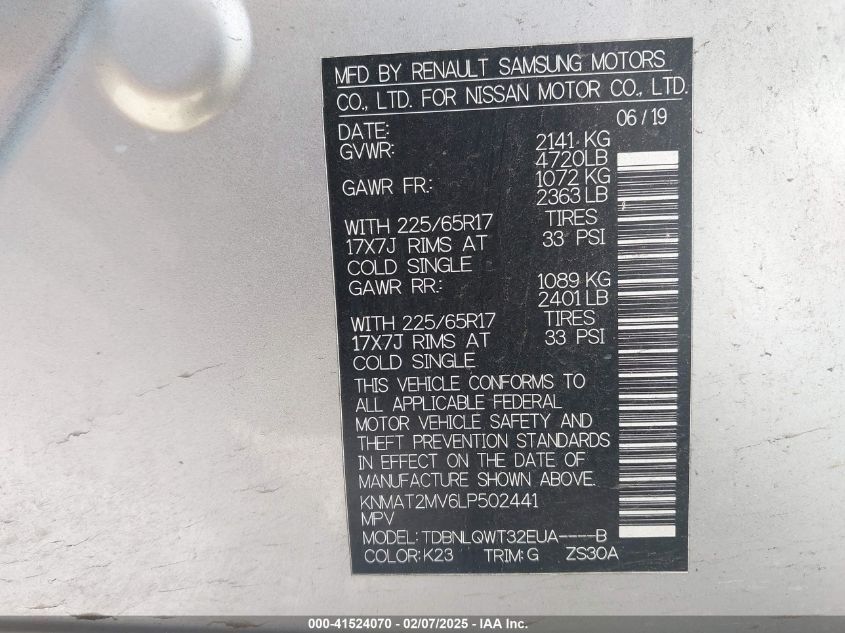 MFD BY RENAULT SAMSUNG MOTORS
CO., LTD. FOR NISSAN MOTOR CO., LTD.
DATE: 06/19
GVWR: 2141 KG
4720LB
GAWR FR.: 1072 KG
2363 LB
WITH 225/65R17 TIRES
17X7J RIMS AT 33 PSI
COLD SINGLE
GAWR RR.: 1089 KG
2401 LB
WITH 225/65R17 TIRES
17X7J RIMS AT 33 PSI
COLD SINGLE
THIS VEHICLE CONFORMS TO
ALL APPLICABLE FEDERAL
MOTOR VEHICLE SAFETY AND
THEFT PREVENTION STANDARDS
IN EFFECT ON THE DATE OF
MANUFACTURE SHOWN ABOVE.
KNMAT2MV6LP502441
MPV
MODEL: TDBNLQWT32EUA----B
COLOR: K23 TRIM: G ZS30A
000-41524070 — 02/07/2025 — IAA Inc.